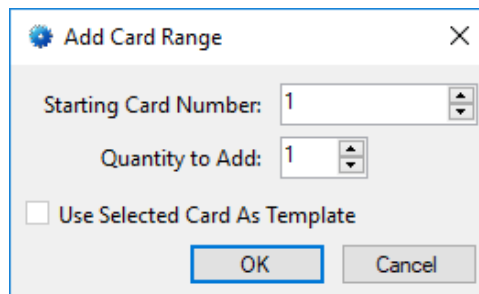 Add Card Range
Starting Card Number: 1
Quantity to Add: 1
Use Selected Card As Template
OK Cancel